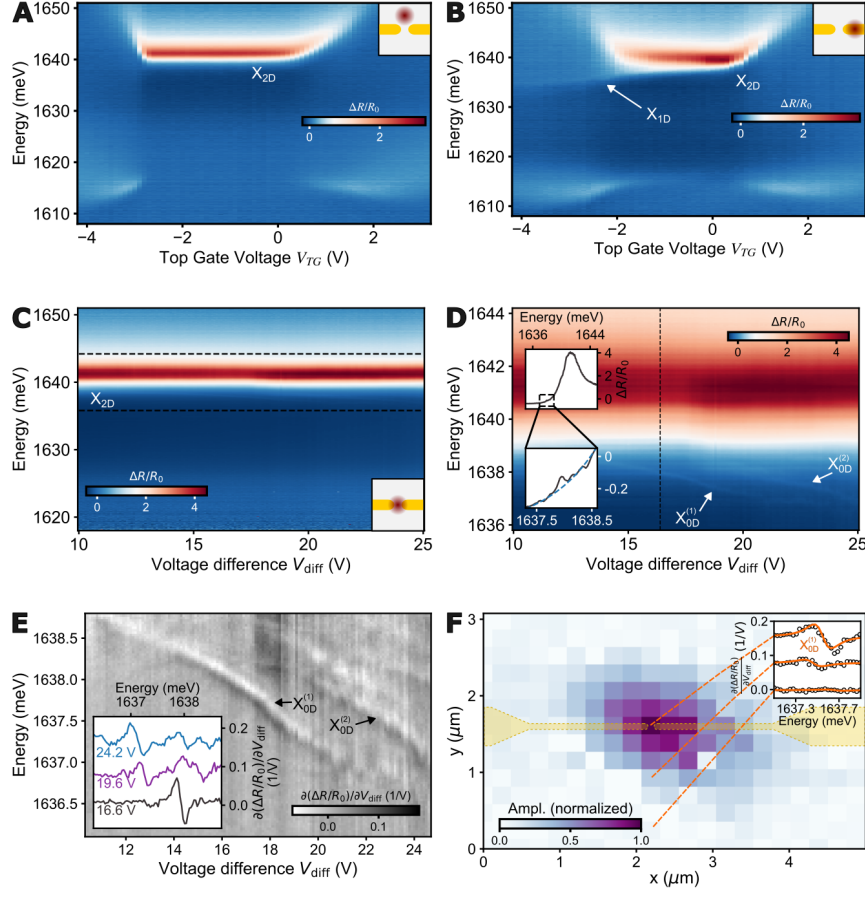 A
1650
1640
1630
1620
1610
Energy (meV)
X2D
ΔR/R0
0
2
−4
−2
0
2
Top Gate Voltage VTG (V)
B
1650
1640
1630
1620
1610
Energy (meV)
X1D
X2D
ΔR/R0
0
2
−4
−2
0
2
Top Gate Voltage VTG (V)
C
1650
1640
1630
1620
Energy (meV)
X2D
ΔR/R0
0
2
4
10
15
20
25
Voltage difference Vdiff (V)
D
1644
1642
1640
1638
1636
Energy (meV)
Energy (meV)
1636
1644
4
2
0
ΔR/R0
0
−0.2
1637.5
1638.5
ΔR/R0
0
2
4
X0D(1)
X0D(2)
10
15
20
25
Voltage difference Vdiff (V)
E
1638.5
1638.0
1637.5
1637.0
1636.5
Energy (meV)
X0D(1)
X0D(2)
Energy (meV)
1637
1638
24.2 V
19.6 V
16.6 V
0.2
0.1
0.0
∂(ΔR/R0)/∂Vdiff
(1/V)
∂(ΔR/R0)/∂Vdiff (1/V)
0.0
0.1
12
14
16
18
20
22
24
Voltage difference Vdiff (V)
F
3
2
1
0
y (μm)
0.2
0.1
0.0
∂(ΔR/R0)
∂Vdiff
(1/V)
X0D(1)
1637.3
1637.7
Energy (meV)
Ampl. (normalized)
0.0
0.5
1.0
0
1
2
3
4
x (μm)